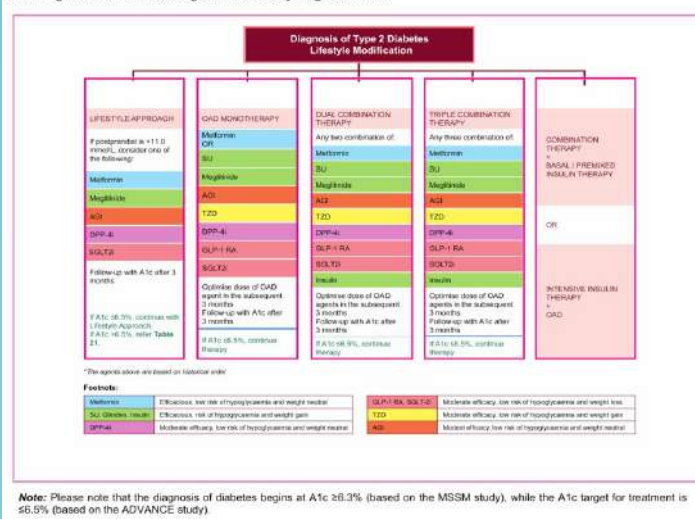 Diagnosis of Type 2 Diabetes
Lifestyle Modification
LIFESTYLE APPROACH
If postprandial is >11.0
mmol/L, consider one of
the following:
Metformin
Meglitinide
AGI
DPP-4i
SGLT2i
Follow-up with A1c after 3
months
If A1c ≤6.5%, continue with
Lifestyle Approach.
If A1c >6.5%, refer Table
21.
OAD MONOTHERAPY
Metformin
OR
SU
Meglitinide
AGI
TZD
DPP-4i
GLP-1 RA
SGLT2i
Optimise dose of OAD
agent in the subsequent
3 months
Follow-up with A1c after
3 months
If A1c ≤6.5%, continue
therapy
DUAL COMBINATION
THERAPY
Any two combination of:
Metformin
SU
Meglitinide
AGI
TZD
DPP-4i
GLP-1 RA
SGLT2i
Insulin
Optimise dose of OAD
agents in the subsequent
3 months
Follow-up with A1c after
3 months
If A1c ≤6.5%, continue
therapy
TRIPLE COMBINATION
THERAPY
Any three combination of:
Metformin
SU
Meglitinide
AGI
TZD
DPP-4i
GLP-1 RA
SGLT2i
Insulin
Optimise dose of OAD
agents in the subsequent
3 months
Follow-up with A1c after
3 months
If A1c ≤6.5%, continue
therapy
COMBINATION
THERAPY
+
BASAL / PREMIXED
INSULIN THERAPY
OR
INTENSIVE INSULIN
THERAPY
+
OAD
*The agents above are based on historical order
Footnote:
Metformin Efficacious, low risk of hypoglycaemia and weight neutral
SU, Glinides, Insulin Efficacious, risk of hypoglycaemia and weight gain
DPP-4i Moderate efficacy, low risk of hypoglycaemia and weight neutral
GLP-1 RA, SGLT-2i Moderate efficacy, low risk of hypoglycaemia and weight loss
TZD Moderate efficacy, low risk of hypoglycaemia and weight gain
AGI Modest efficacy, low risk of hypoglycaemia and weight neutral
Note: Please note that the diagnosis of diabetes begins at A1c ≥6.3% (based on the MSSM study), while the A1c target for treatment is
≤6.5% (based on the ADVANCE study).